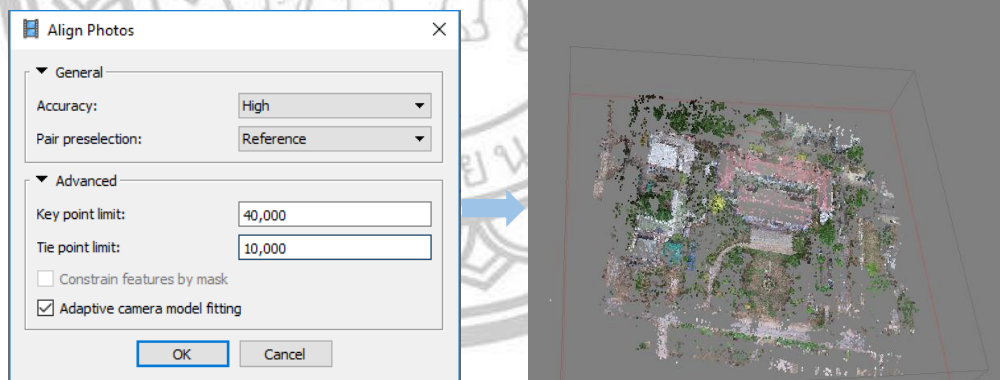 Align Photos
General
Accuracy: High
Pair preselection: Reference
Advanced
Key point limit: 40,000
Tie point limit: 10,000
Constrain features by mask
Adaptive camera model fitting
OK Cancel